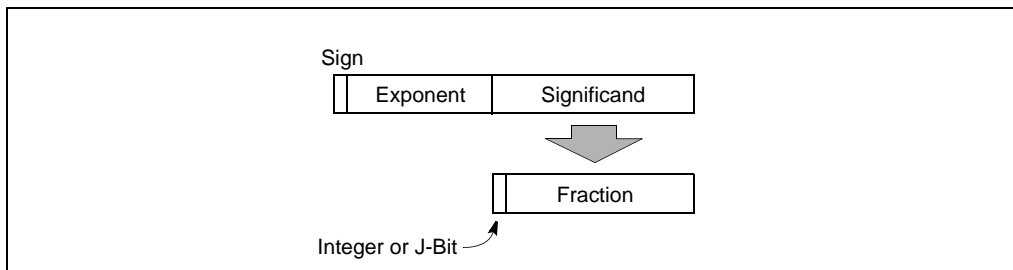 Sign
Exponent Significand
Fraction
Integer or J-Bit